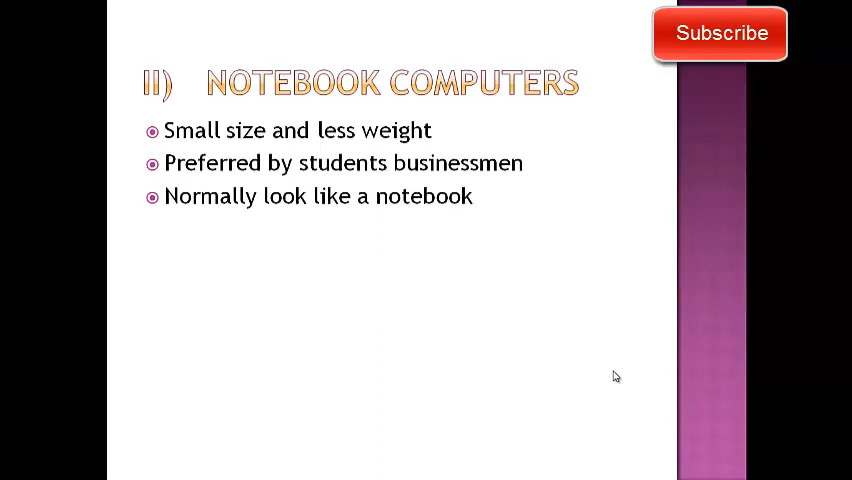 Subscribe
II) NOTEBOOK COMPUTERS
Small size and less weight
Preferred by students businessmen
Normally look like a notebook